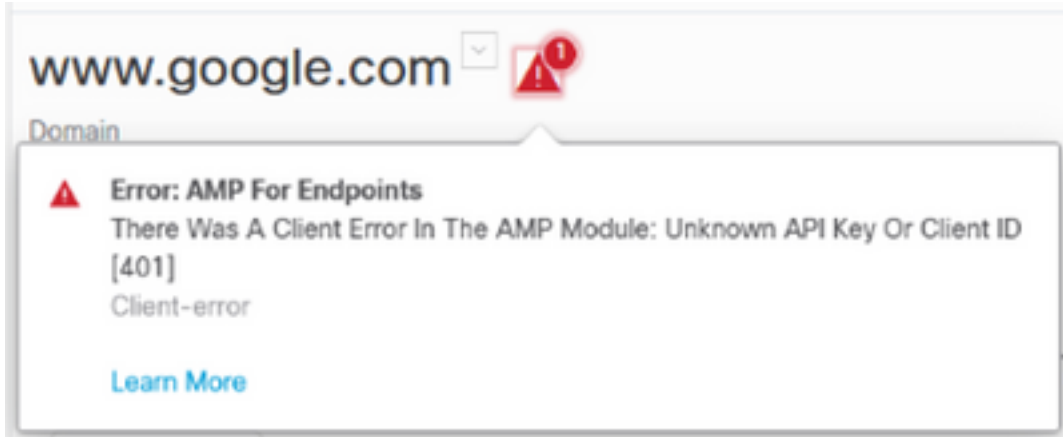 www.google.com
1
Domain
Error: AMP For Endpoints
There Was A Client Error In The AMP Module: Unknown API Key Or Client ID
[401]
Client-error
Learn More